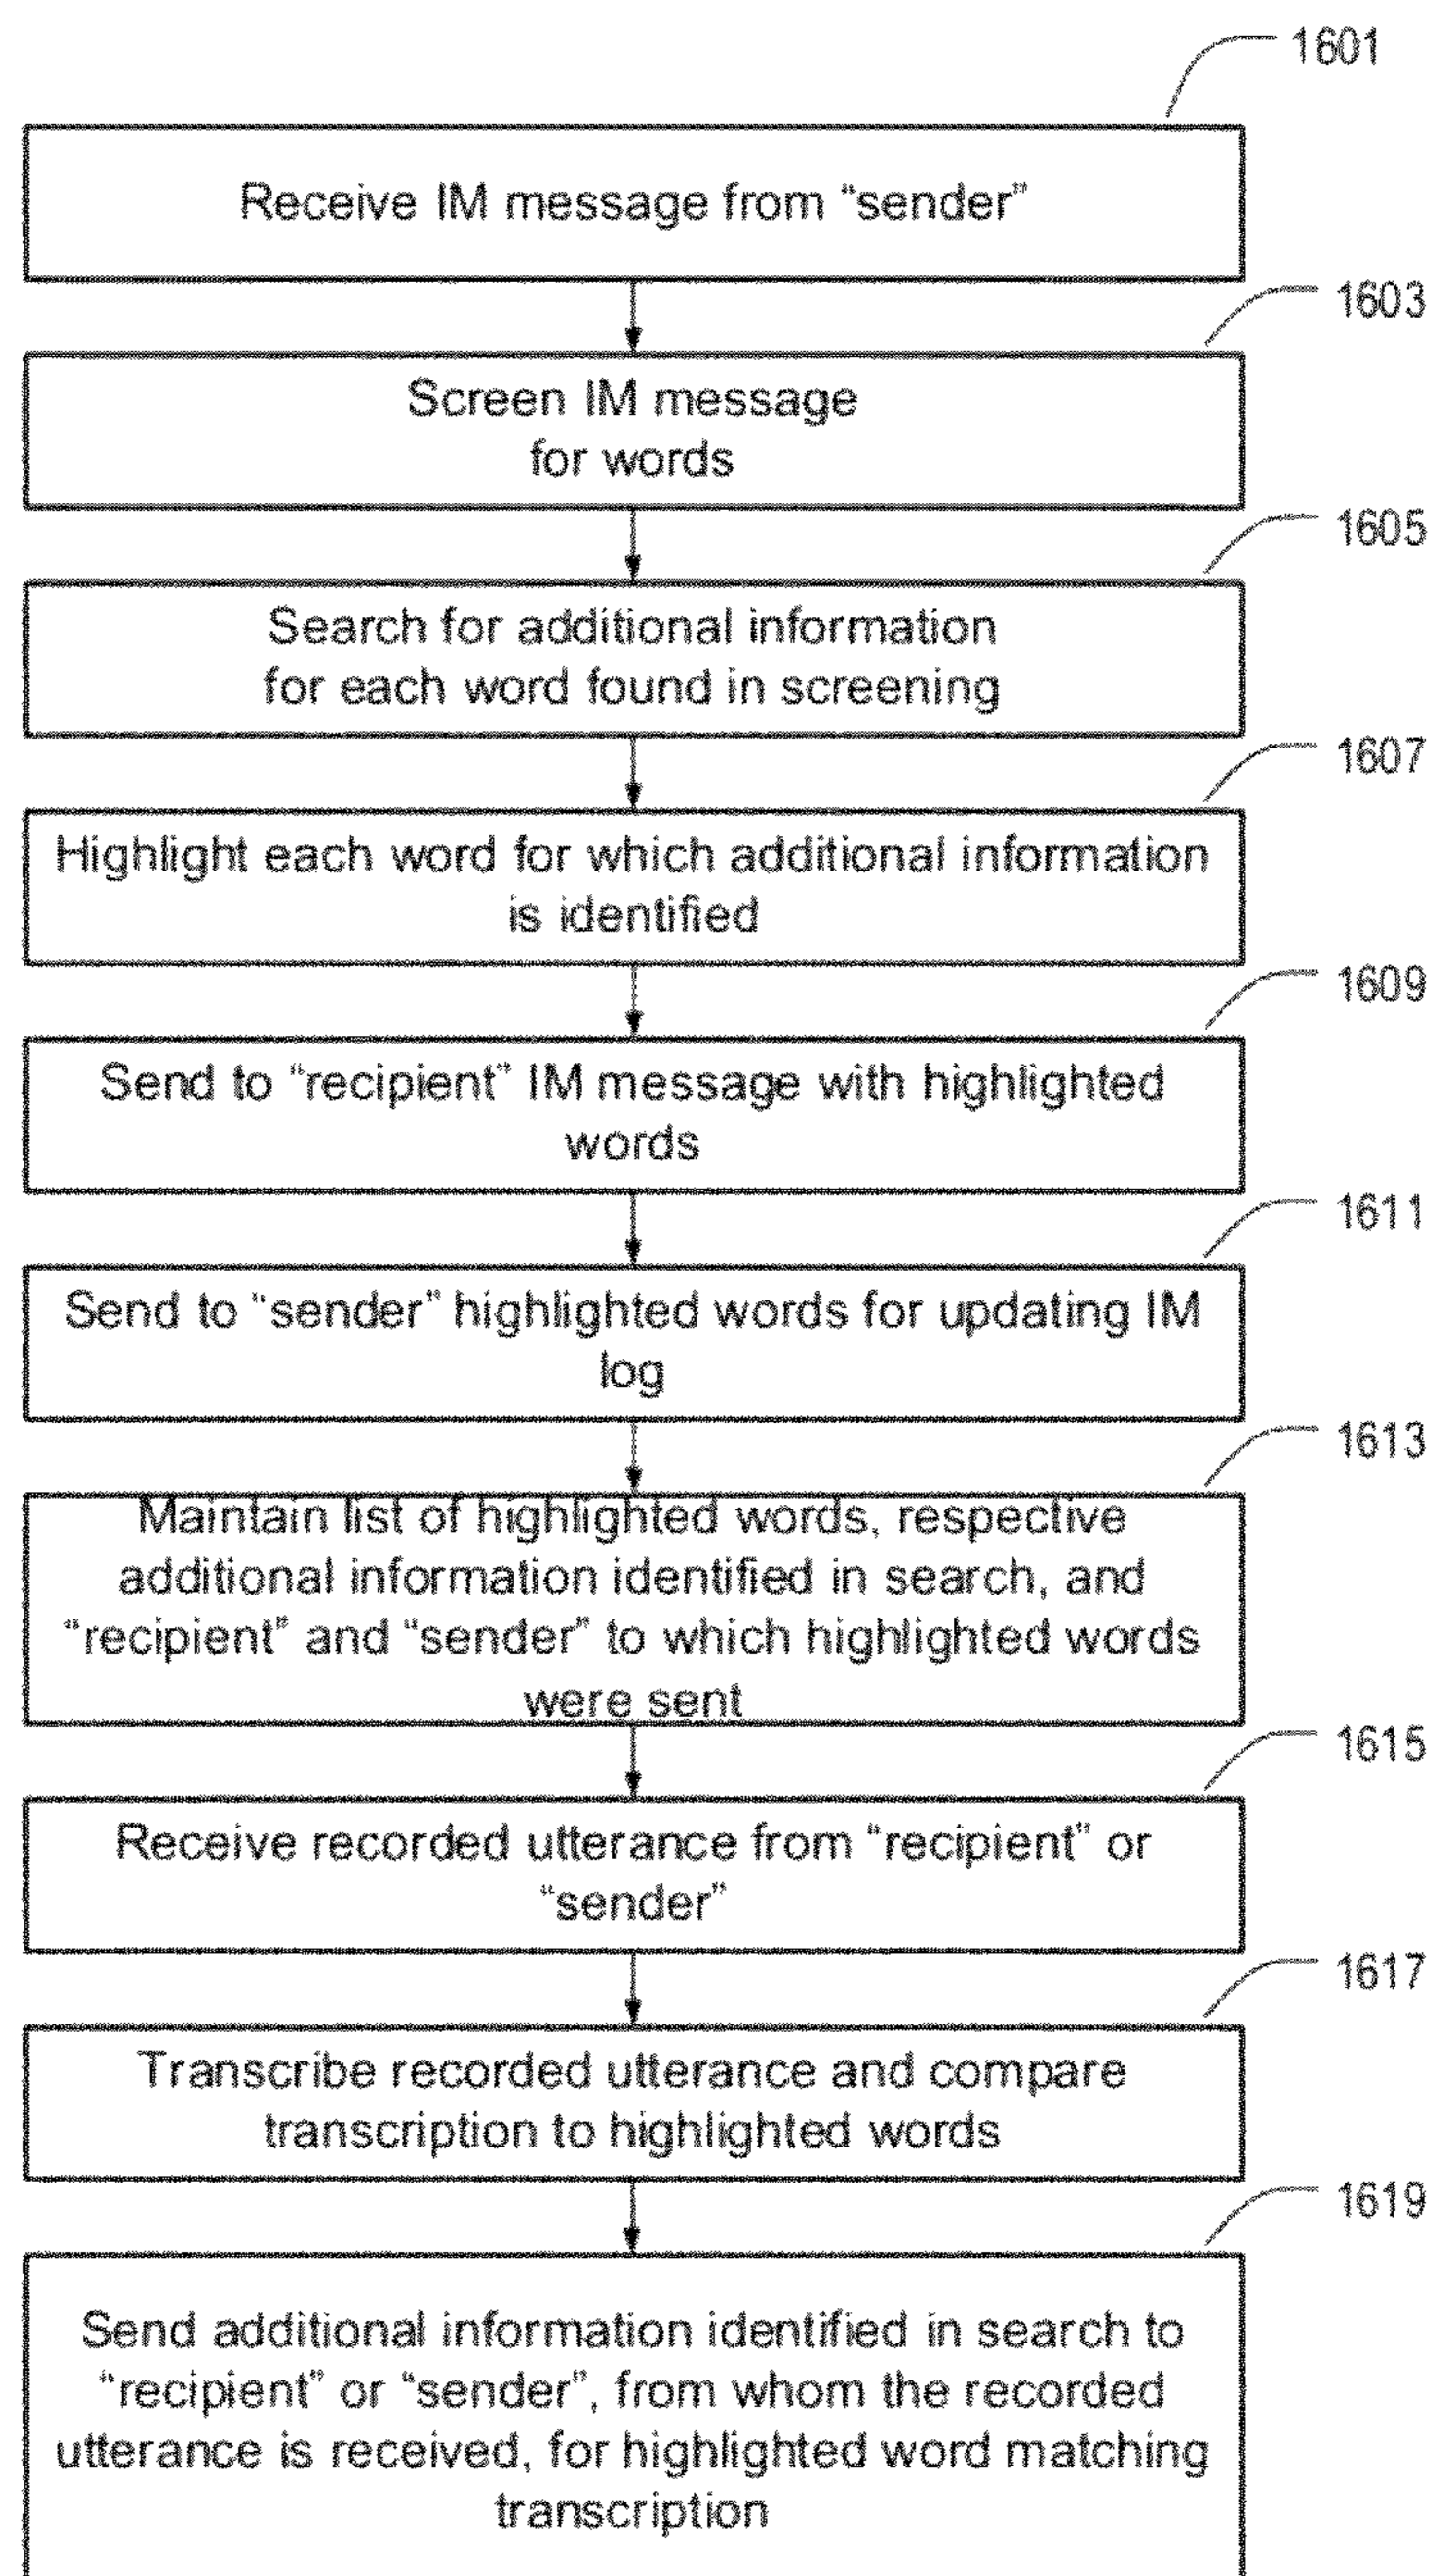 1601
Receive IM message from “sender”
1603
Screen IM message
for words
1605
Search for additional information
for each word found in screening
1607
Highlight each word for which additional information
is identified
1609
Send to “recipient” IM message with highlighted
words
1611
Send to “sender” highlighted words for updating IM
log
1613
Maintain list of highlighted words, respective
additional information identified in search, and
“recipient” and “sender” to which highlighted words
were sent
1615
Receive recorded utterance from “recipient” or
“sender”
1617
Transcribe recorded utterance and compare
transcription to highlighted words
1619
Send additional information identified in search to
“recipient” or “sender”, from whom the recorded
utterance is received, for highlighted word matching
transcription